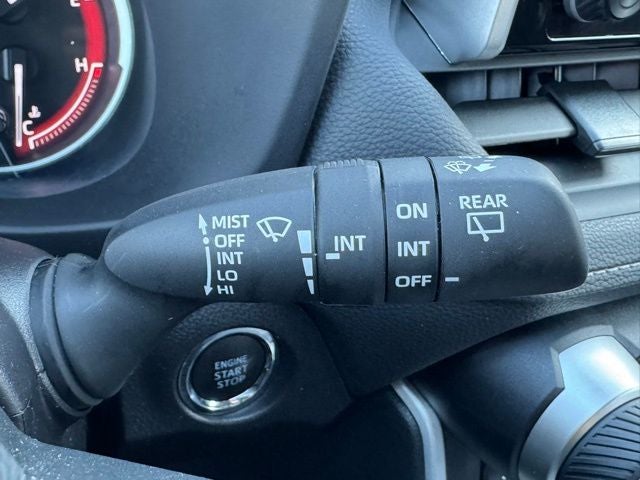 E
H
C
MIST
OFF
INT
LO
HI
INT
ON
INT
OFF
REAR
ENGINE
START
STOP